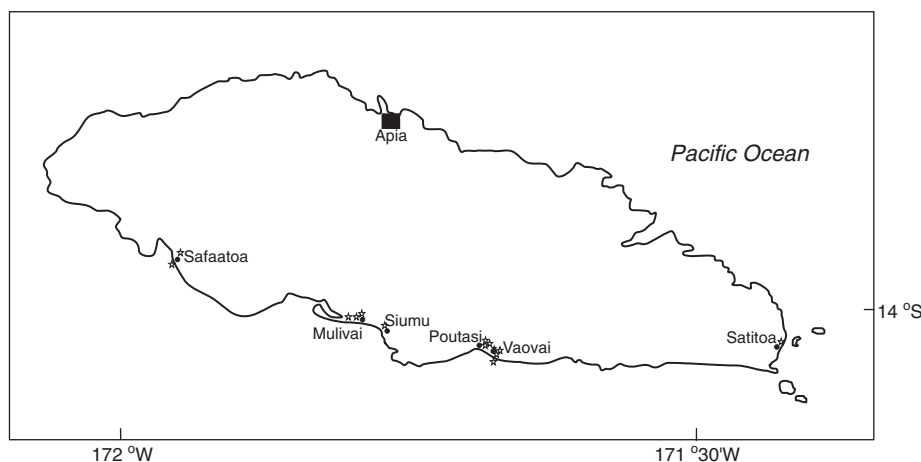 Apia
Pacific Ocean
Safaatoa
14 °S
Mulivai
Siumu
Poutasi
Vaovai
Satitoa
172 °W
171 °30'W